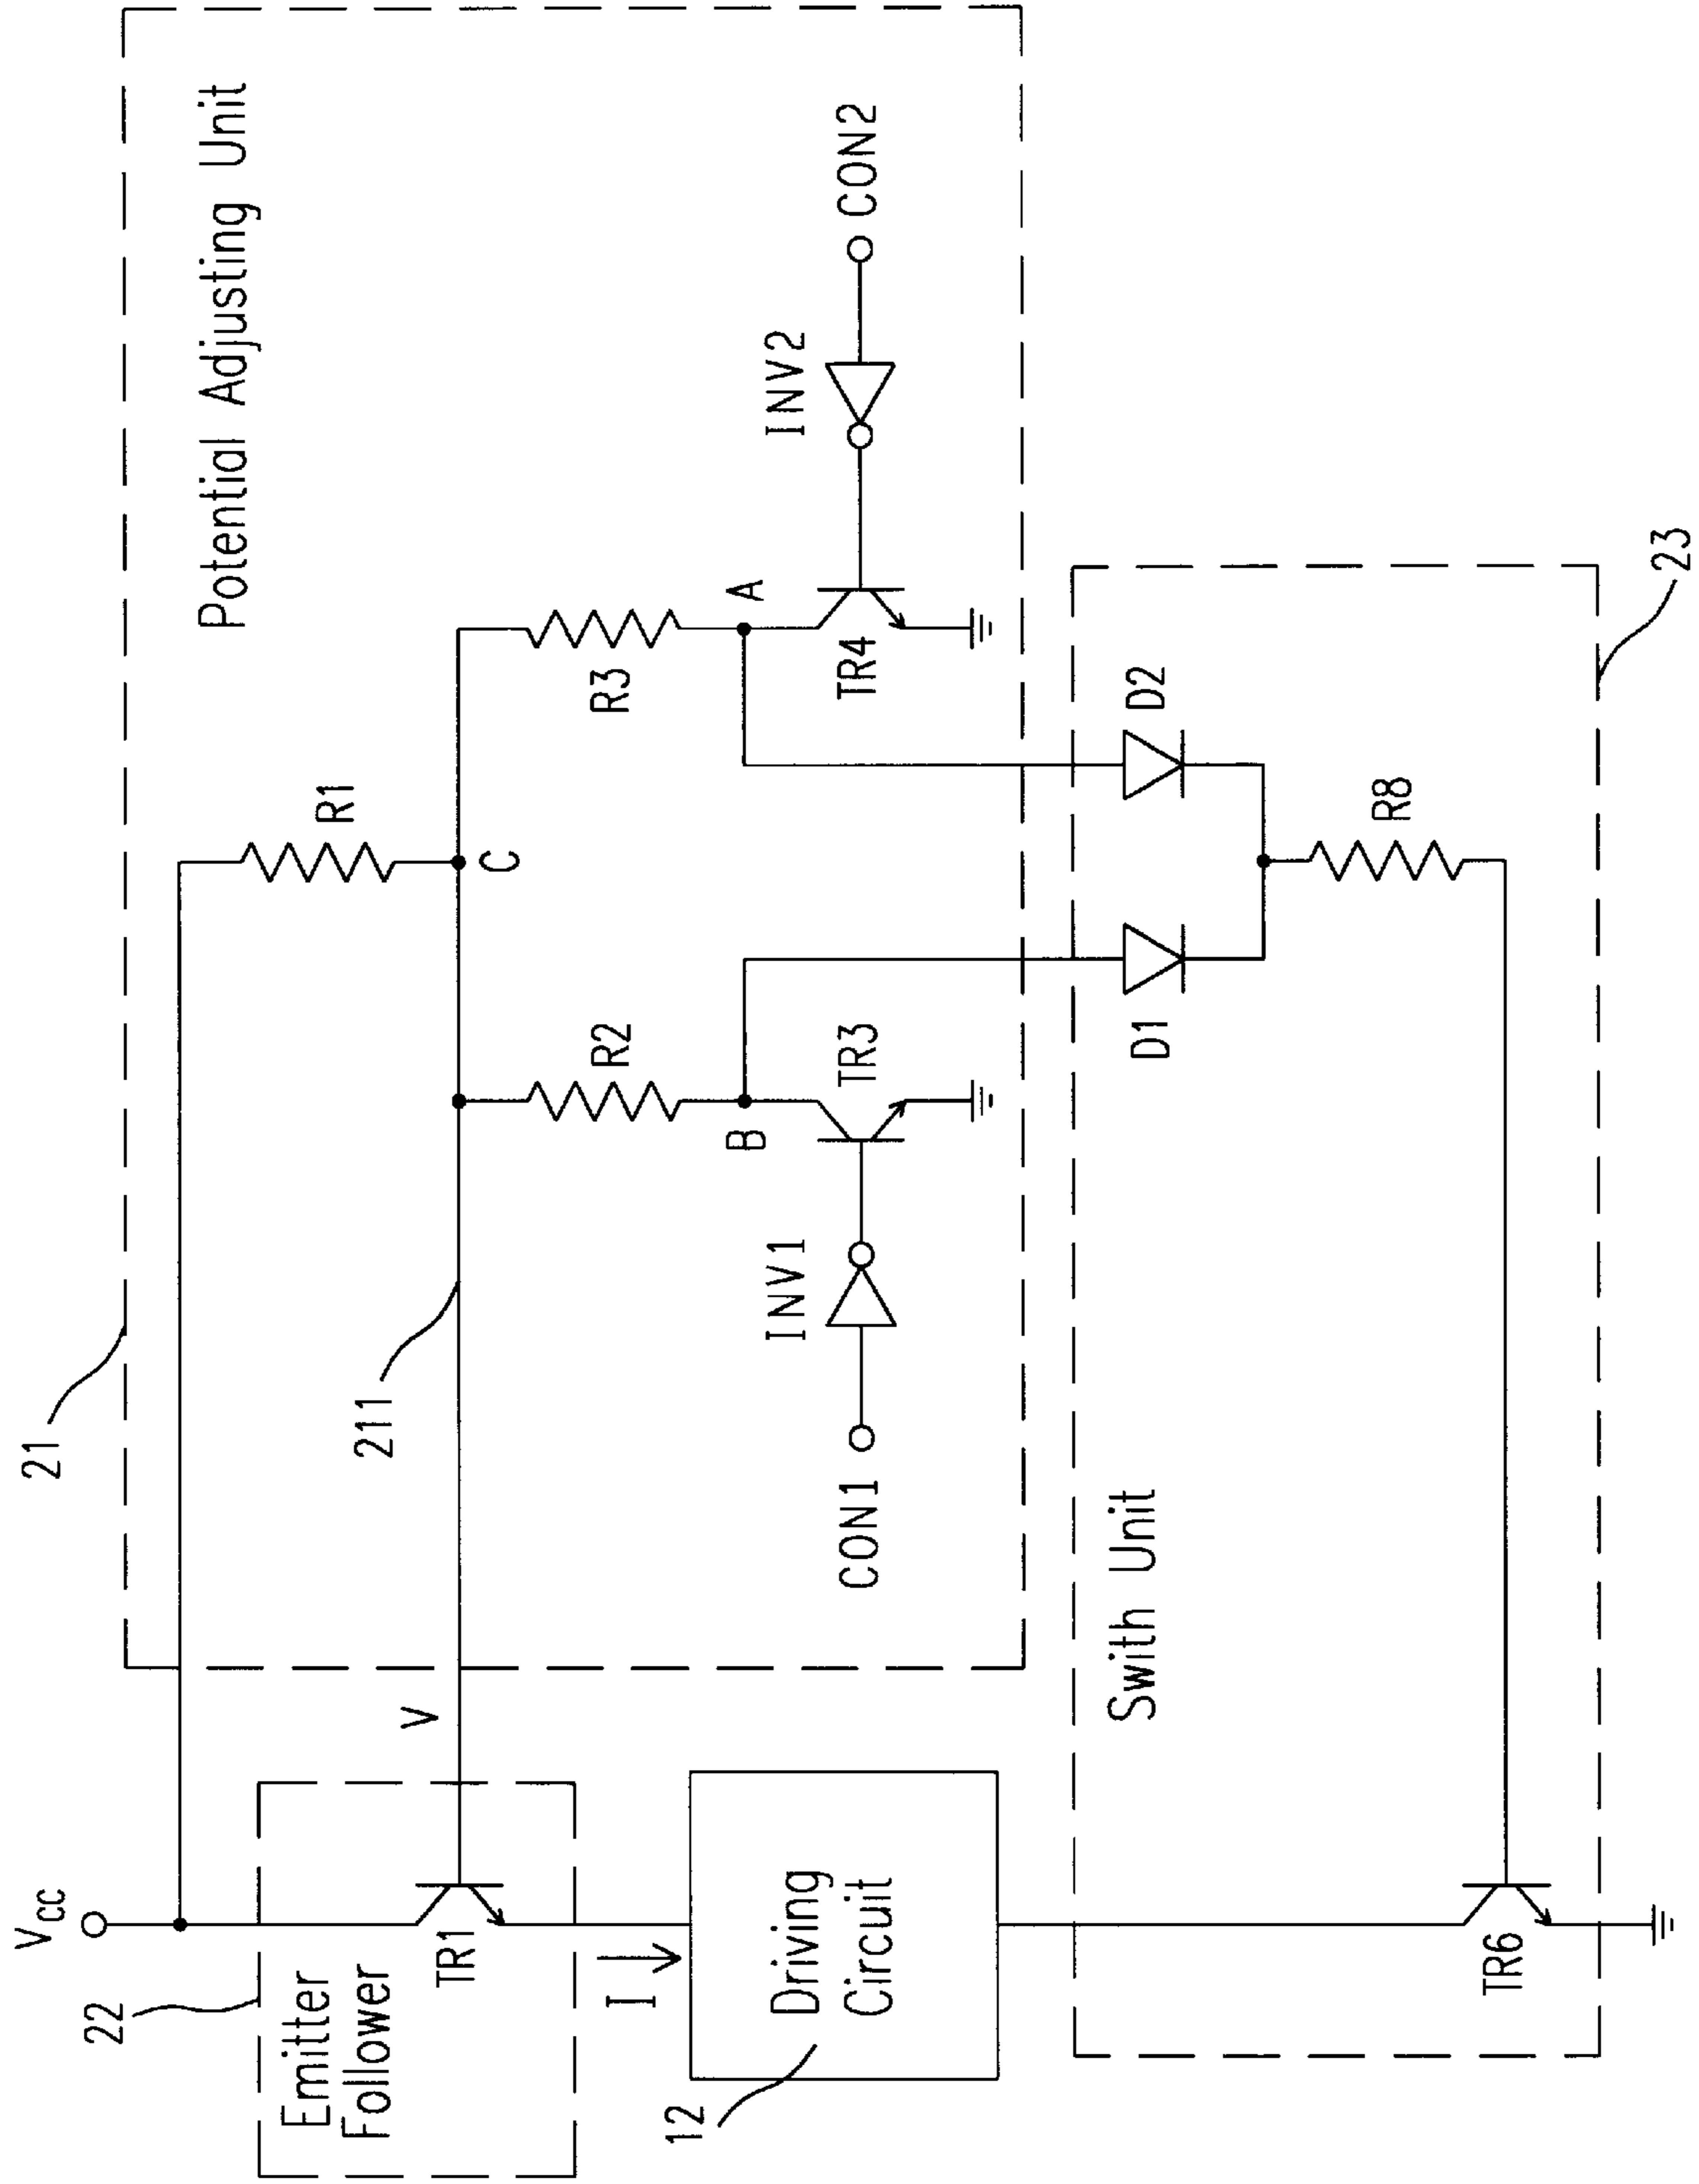 Potential Adjusting Unit
21
Vcc
22
Emitter
Follower
TR1
V
211
R1
C
R2
R3
B
A
INV1
CON1
TR3
TR4
INV2
CON2
I
Driving
Circuit
12
Swith Unit
D1
D2
R8
TR6
23